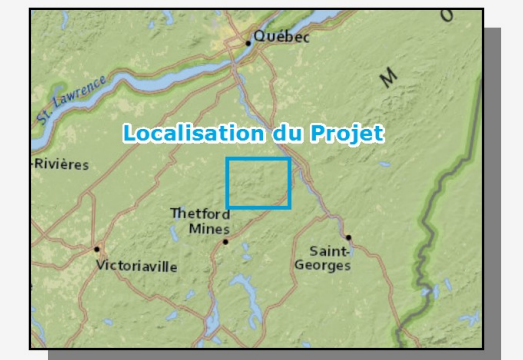 O
Québec
M
St. Lawrence
Localisation du Projet
-Rivières
Thetford
Mines
Saint-
Georges
Victoriaville